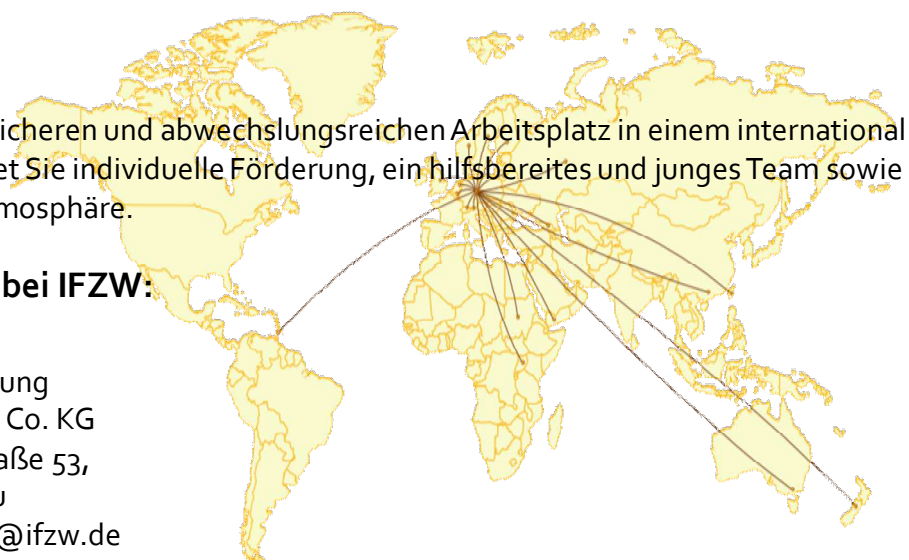 icheren und abwechslungsreichen Arbeitsplatz in einem international
et Sie individuelle Förderung, ein hilfsbereites und junges Team sowie
mosphäre.
bei IFZW:
ung
Co. KG
aße 53,
u
@ifzw.de